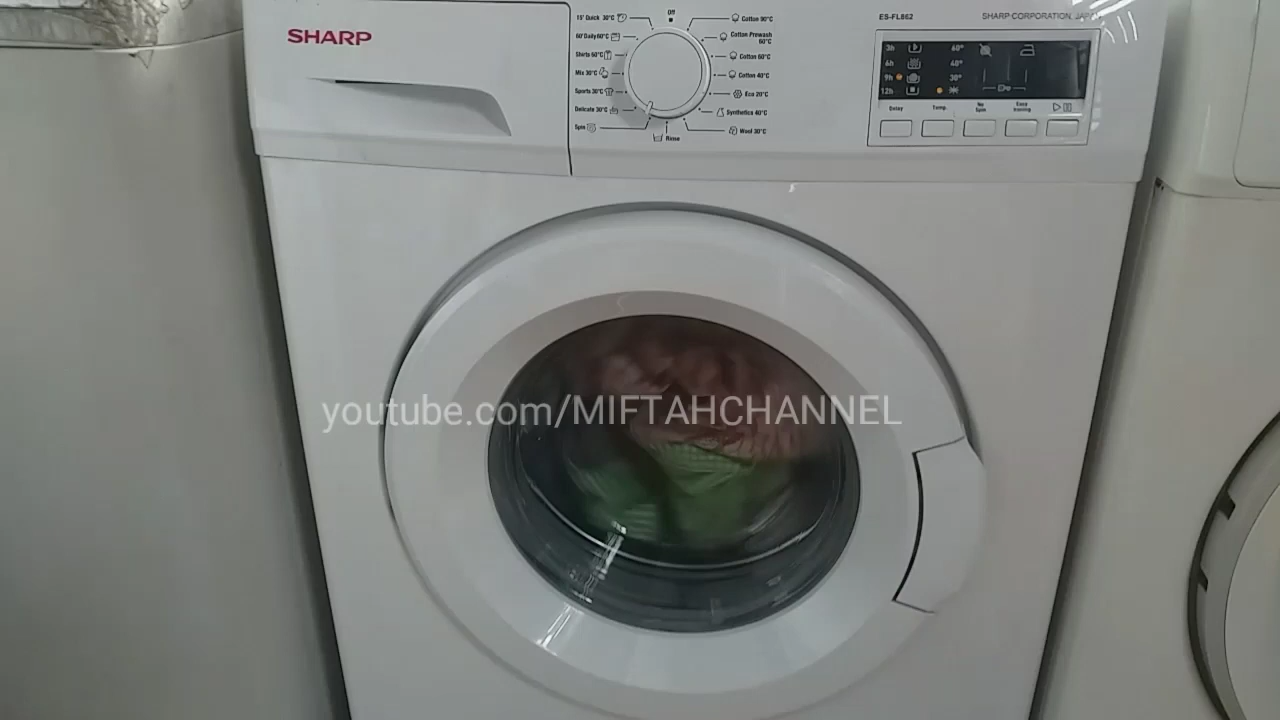 SHARP
15' Quick 30°C
60' Daily 60°C
Shirts 60°C
Mix 30°C
Sports 30°C
Delicate 30°C
Spin
Off
Cotton 90°C
Cotton Prewash
60°C
Cotton 60°C
Cotton 40°C
Eco 20°C
Synthetics 40°C
Wool 30°C
Rinse
ES-FL862
SHARP CORPORATION, JAPAN
3h 60°
6h 40°
9h 30°
12h
Delay
Temp.
No
Spin
Easy
Ironing
youtube.com/MIFTAHCHANNEL